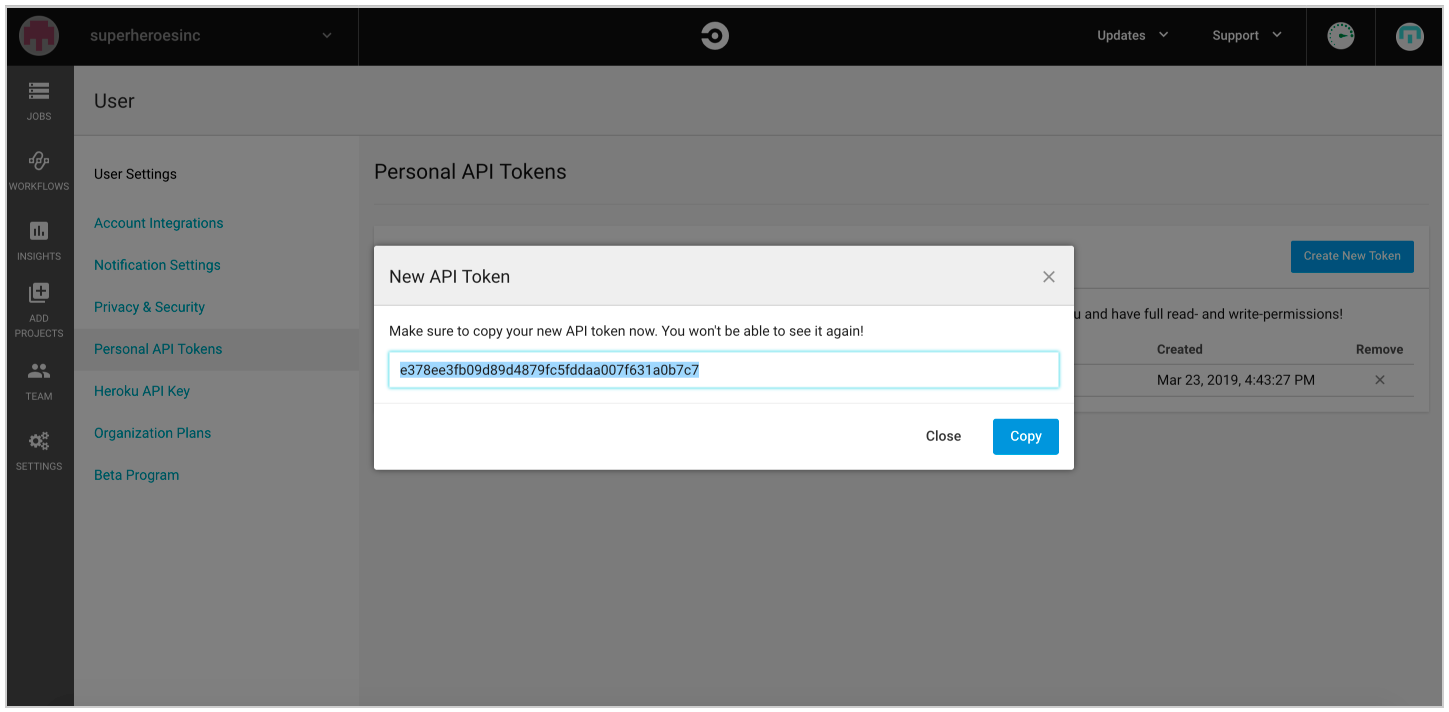 superheroesinc
Updates
Support
JOBS
WORKFLOWS
INSIGHTS
ADD
PROJECTS
TEAM
SETTINGS
User
User Settings
Account Integrations
Notification Settings
Privacy & Security
Personal API Tokens
Heroku API Key
Organization Plans
Beta Program
Personal API Tokens
Create New Token
u and have full read- and write-permissions!
Created Remove
Mar 23, 2019, 4:43:27 PM
New API Token
Make sure to copy your new API token now. You won't be able to see it again!
e378ee3fb09d89d4879fc5fddaa007f631a0b7c7
Close
Copy